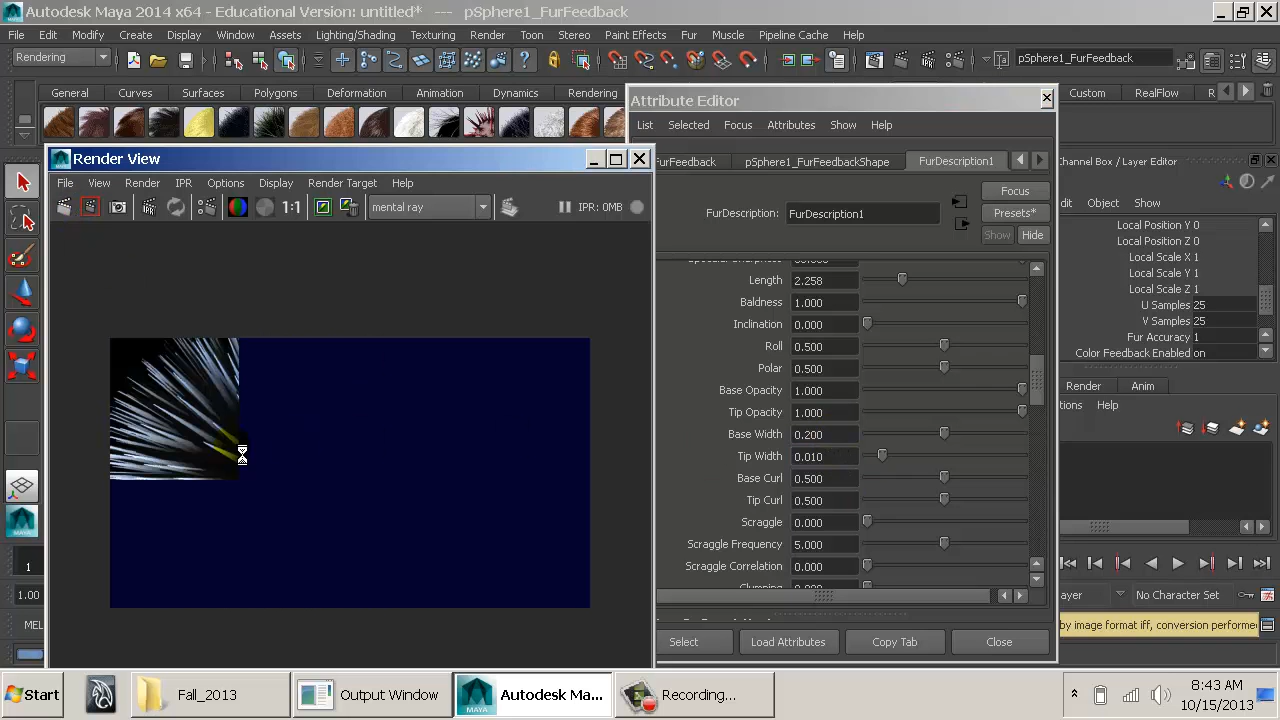 Autodesk Maya 2014 x64 - Educational Version: untitled* --- pSphere1_FurFeedback
File Edit Modify Create Display Window Assets Lighting/Shading Texturing Render Toon Stereo Paint Effects Fur Muscle Pipeline Cache Help
Rendering
pSphere1_FurFeedback
General Curves Surfaces Polygons Deformation Animation Dynamics Rendering
Custom RealFlow R
Attribute Editor
List Selected Focus Attributes Show Help
FurFeedback pSphere1_FurFeedbackShape FurDescription1
FurDescription: FurDescription1
Focus
Presets*
Show Hide
Length 2.258
Baldness 1.000
Inclination 0.000
Roll 0.500
Polar 0.500
Base Opacity 1.000
Tip Opacity 1.000
Base Width 0.200
Tip Width 0.010
Base Curl 0.500
Tip Curl 0.500
Scraggle 0.000
Scraggle Frequency 5.000
Scraggle Correlation 0.000
Select Load Attributes Copy Tab Close
Render View
File View Render IPR Options Display Render Target Help
1:1 mental ray IPR: 0MB
Channel Box / Layer Editor
dit Object Show
Local Position Y 0
Local Position Z 0
Local Scale X 1
Local Scale Y 1
Local Scale Z 1
U Samples 25
V Samples 25
Fur Accuracy 1
Color Feedback Enabled on
Render Anim
tions Help
1
1.00
ayer No Character Set
MEL
by image format iff, conversion performe
Start Fall_2013 Output Window Autodesk Ma... Recording...
8:43 AM
10/15/2013